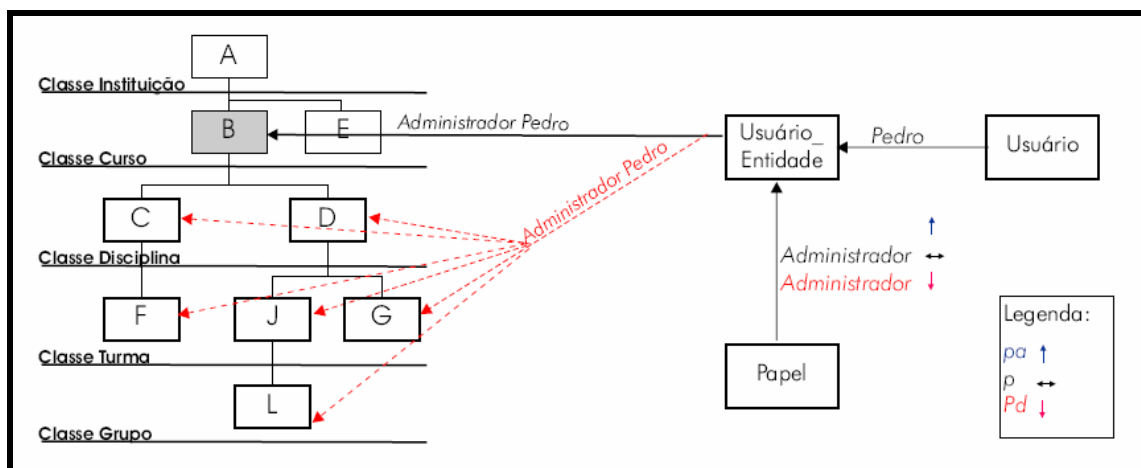 A
Classe Instituição
B
E
Administrador Pedro
Usuário_
Entidade
Pedro
Usuário
Classe Curso
Administrador Pedro
C
D
Administrador
Administrador
Classe Disciplina
F
J
G
Legenda:
pa
p
Pd
Classe Turma
Papel
L
Classe Grupo